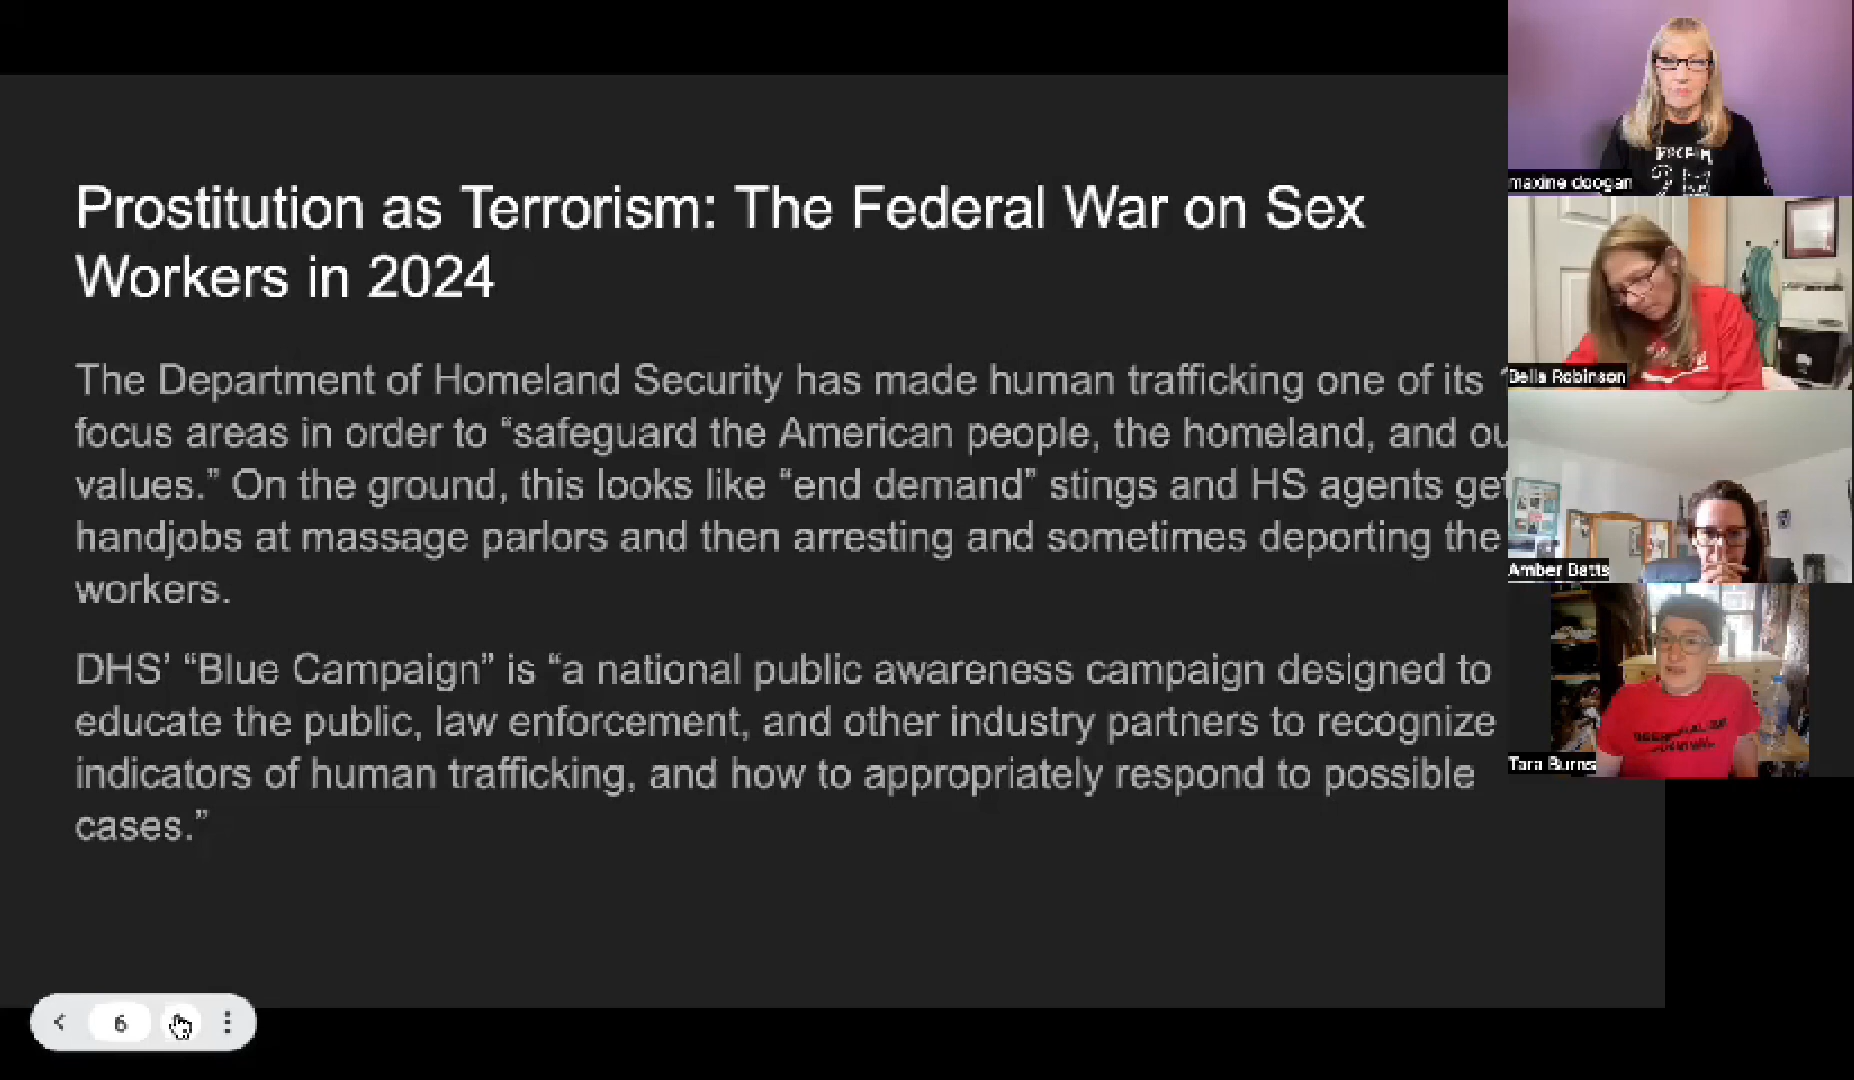 Prostitution as Terrorism: The Federal War on Sex
Workers in 2024
The Department of Homeland Security has made human trafficking one of its
focus areas in order to “safeguard the American people, the homeland, and ou
values.” On the ground, this looks like “end demand” stings and HS agents get
handjobs at massage parlors and then arresting and sometimes deporting the
workers.
DHS’ “Blue Campaign” is “a national public awareness campaign designed to
educate the public, law enforcement, and other industry partners to recognize
indicators of human trafficking, and how to appropriately respond to possible
cases.”
6
maxine doogan
Bella Robinson
Amber Batts
Tara Burns